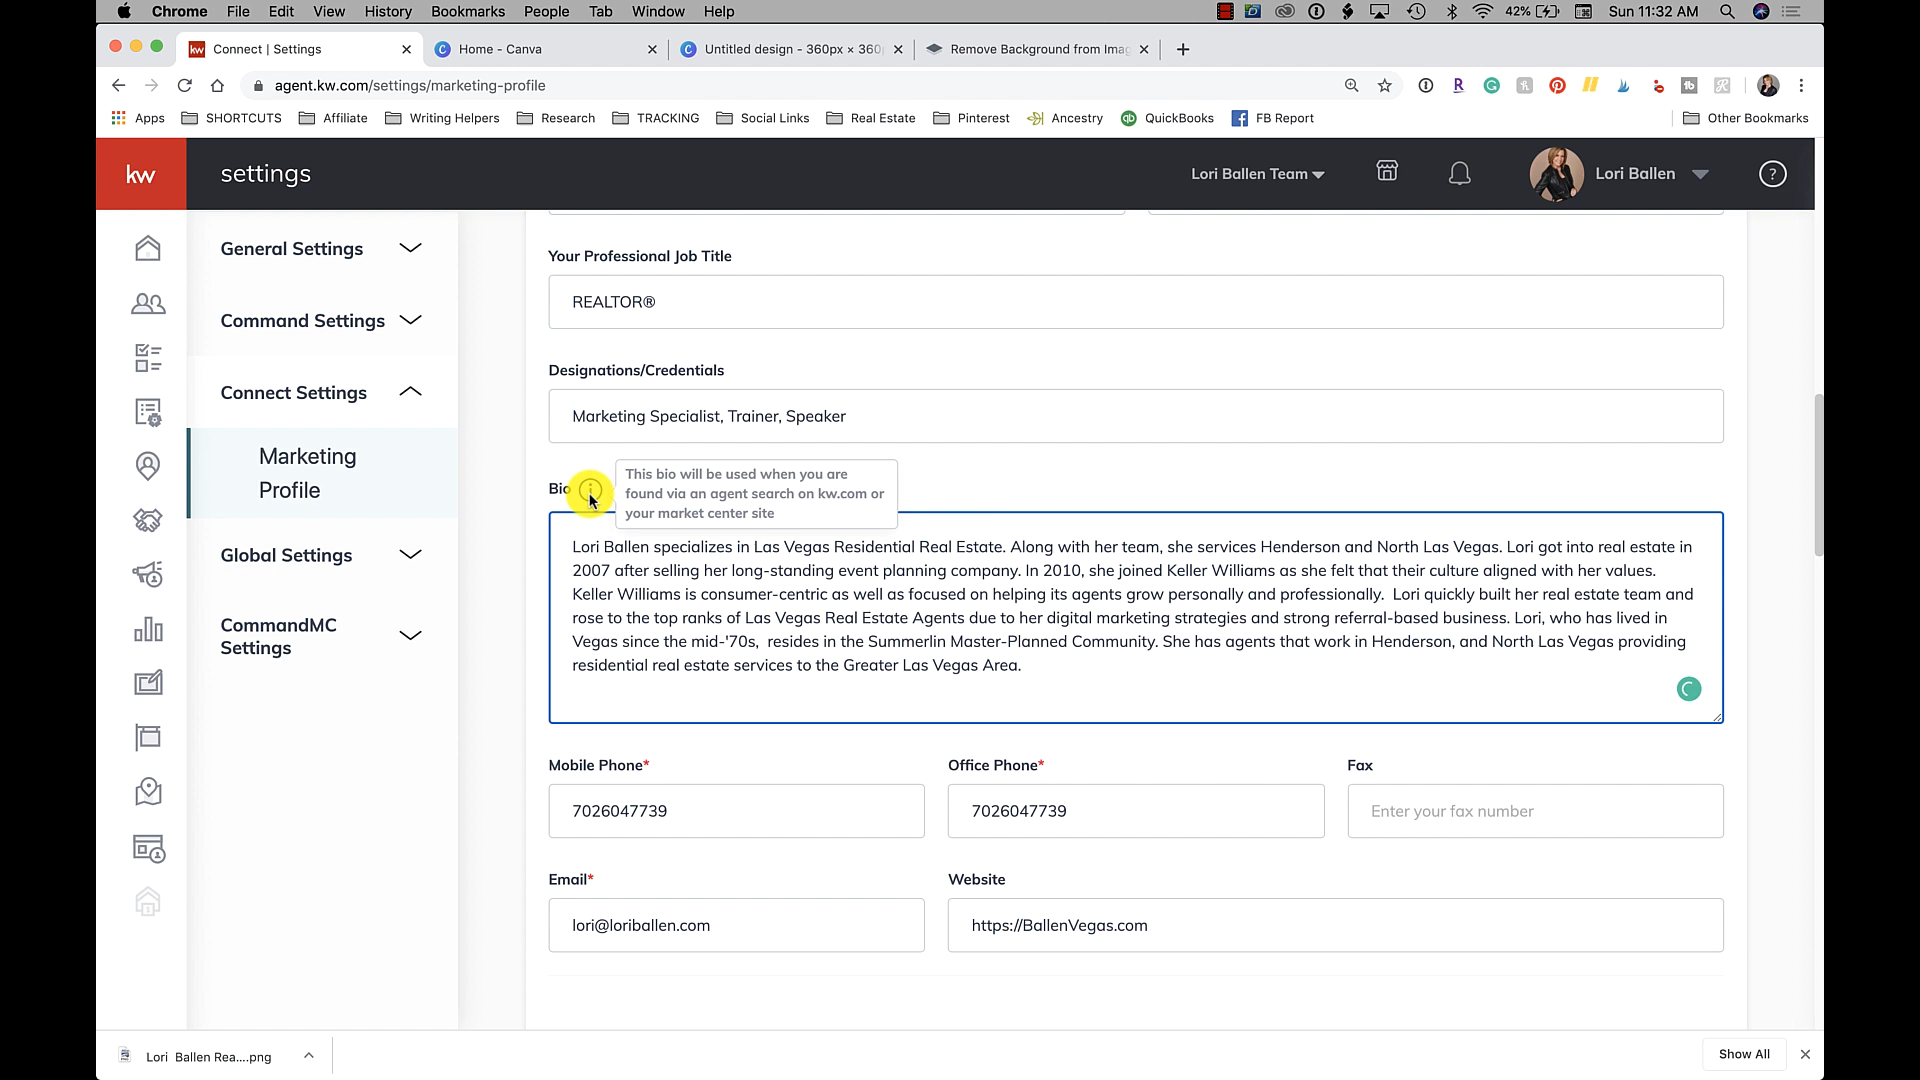 Chrome File Edit View History Bookmarks People Tab Window Help 42% Sun 11:32 AM
kw Connect | Settings Home - Canva Untitled design - 360px × 360 Remove Background from Imag
agent.kw.com/settings/marketing-profile
Apps SHORTCUTS Affiliate Writing Helpers Research TRACKING Social Links Real Estate Pinterest Ancestry QuickBooks FB Report Other Bookmarks
kw settings Lori Ballen Team Lori Ballen ?
General Settings
Command Settings
Connect Settings
Marketing
Profile
Global Settings
CommandMC
Settings
Your Professional Job Title
REALTOR®
Designations/Credentials
Marketing Specialist, Trainer, Speaker
Bio
This bio will be used when you are
found via an agent search on kw.com or
your market center site
Lori Ballen specializes in Las Vegas Residential Real Estate. Along with her team, she services Henderson and North Las Vegas. Lori got into real estate in
2007 after selling her long-standing event planning company. In 2010, she joined Keller Williams as she felt that their culture aligned with her values.
Keller Williams is consumer-centric as well as focused on helping its agents grow personally and professionally.  Lori quickly built her real estate team and
rose to the top ranks of Las Vegas Real Estate Agents due to her digital marketing strategies and strong referral-based business. Lori, who has lived in
Vegas since the mid-'70s,  resides in the Summerlin Master-Planned Community. She has agents that work in Henderson, and North Las Vegas providing
residential real estate services to the Greater Las Vegas Area.
Mobile Phone* Office Phone* Fax
7026047739 7026047739 Enter your fax number
Email* Website
lori@loriballen.com https://BallenVegas.com
Lori Ballen Rea....png Show All